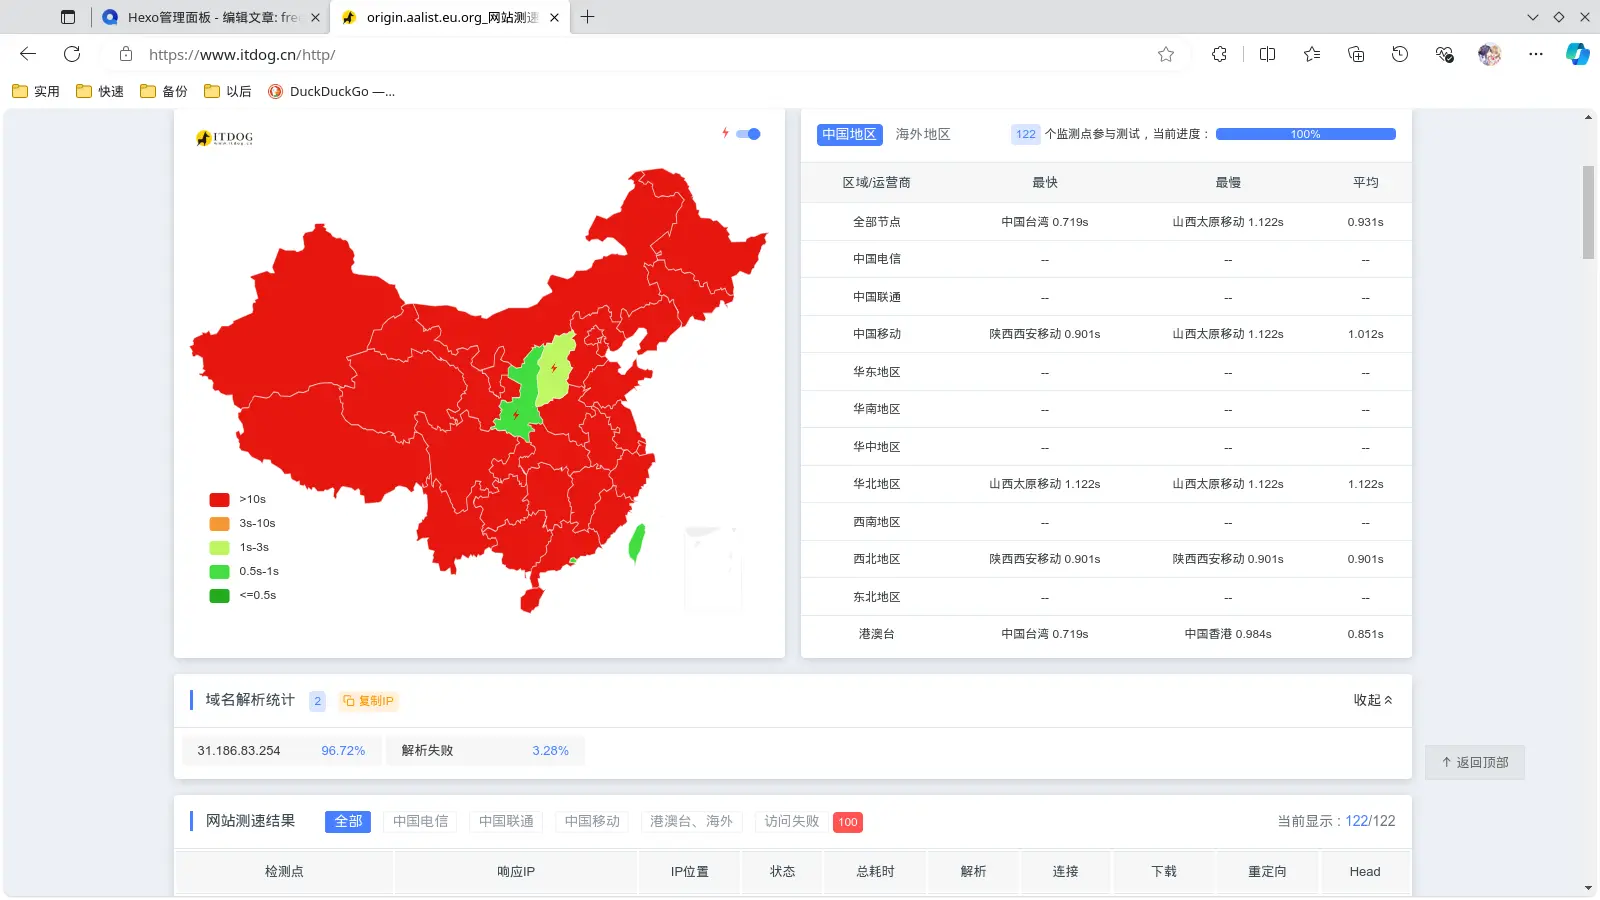 Hexo管理面板 - 编辑文章: fre
origin.aalist.eu.org_网站测速
https://www.itdog.cn/http/
实用
快速
备份
以后
DuckDuckGo —...
ITDOG
www.itdog.cn
>10s
3s-10s
1s-3s
0.5s-1s
<=0.5s
中国地区 海外地区 122 个监测点参与测试，当前进度： 100%
区域/运营商 最快 最慢 平均
全部节点 中国台湾 0.719s 山西太原移动 1.122s 0.931s
中国电信 -- -- --
中国联通 -- -- --
中国移动 陕西西安移动 0.901s 山西太原移动 1.122s 1.012s
华东地区 -- -- --
华南地区 -- -- --
华中地区 -- -- --
华北地区 山西太原移动 1.122s 山西太原移动 1.122s 1.122s
西南地区 -- -- --
西北地区 陕西西安移动 0.901s 陕西西安移动 0.901s 0.901s
东北地区 -- -- --
港澳台 中国台湾 0.719s 中国香港 0.984s 0.851s
域名解析统计 2 复制IP 收起
31.186.83.254 96.72% 解析失败 3.28%
返回顶部
网站测速结果 全部 中国电信 中国联通 中国移动 港澳台、海外 访问失败 100 当前显示：122/122
检测点 响应IP IP位置 状态 总耗时 解析 连接 下载 重定向 Head